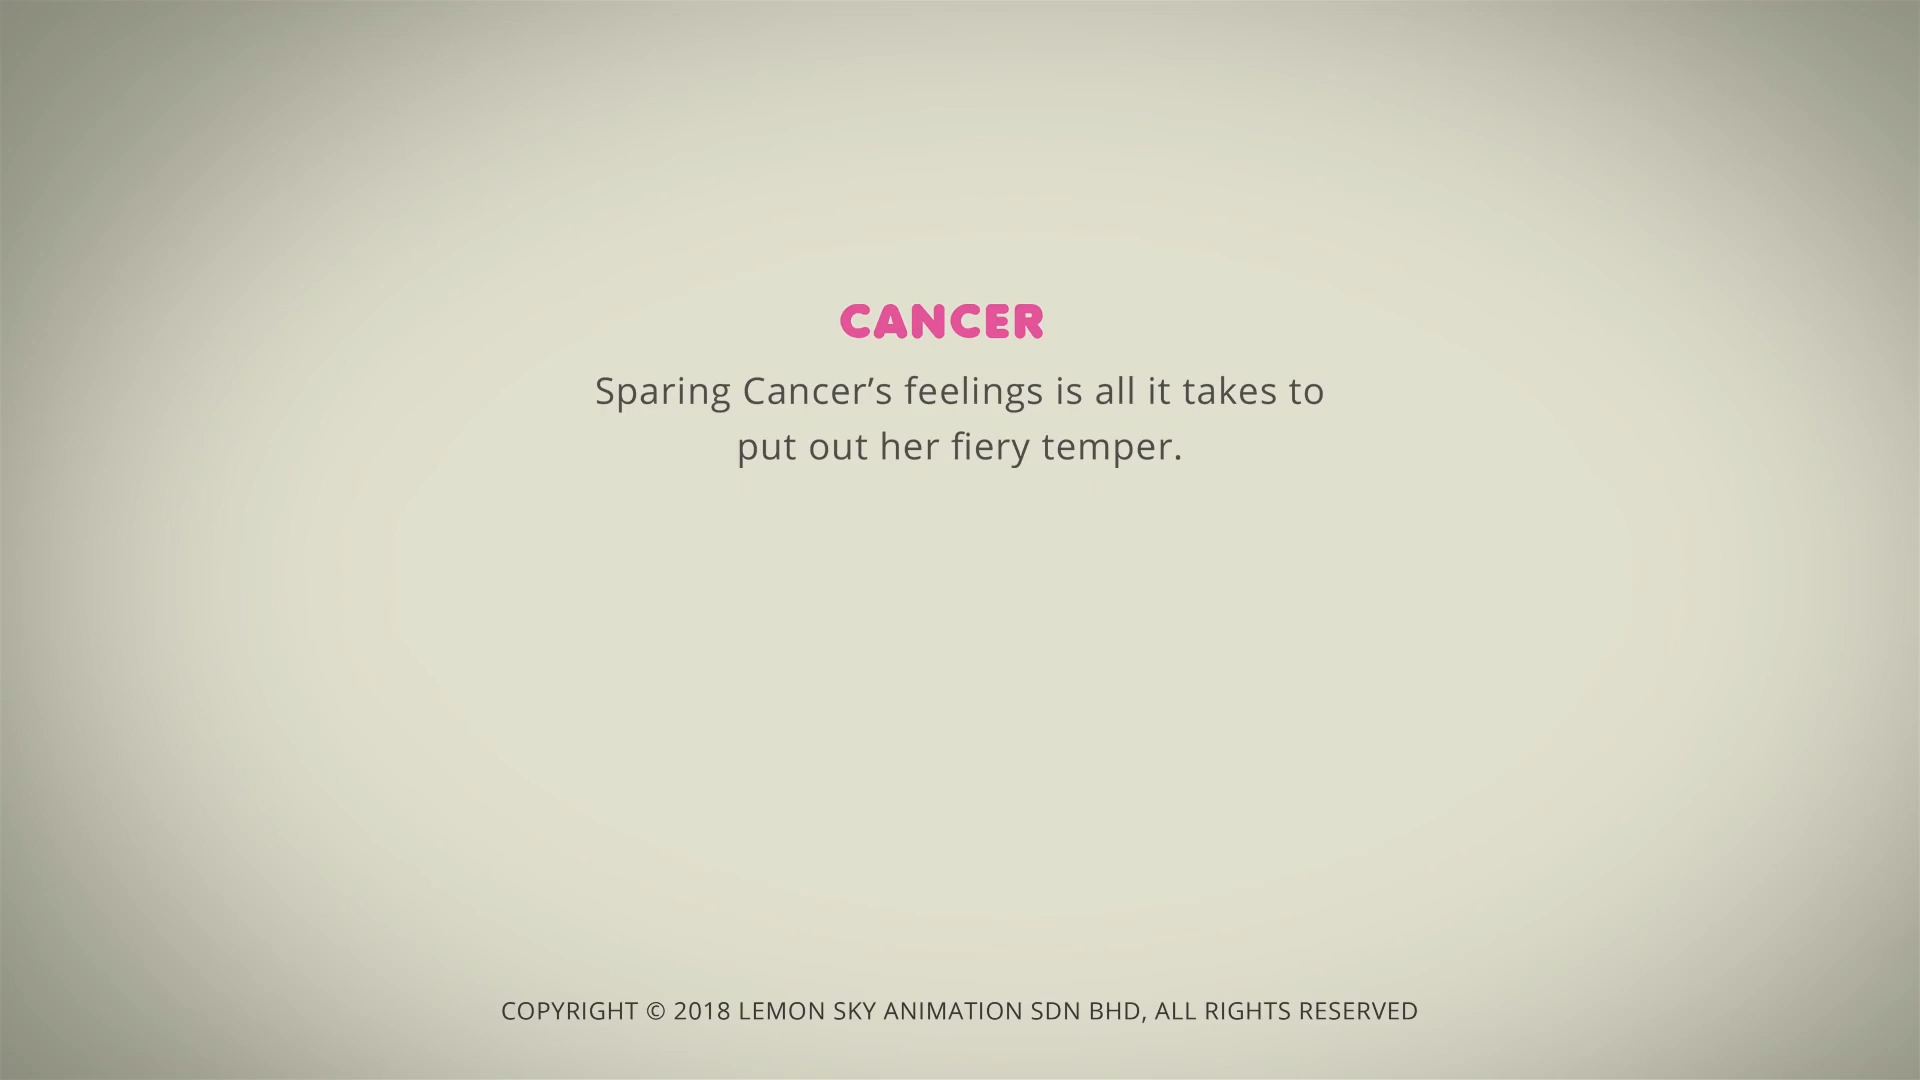 CANCER
Sparing Cancer’s feelings is all it takes to
put out her fiery temper.
COPYRIGHT © 2018 LEMON SKY ANIMATION SDN BHD, ALL RIGHTS RESERVED